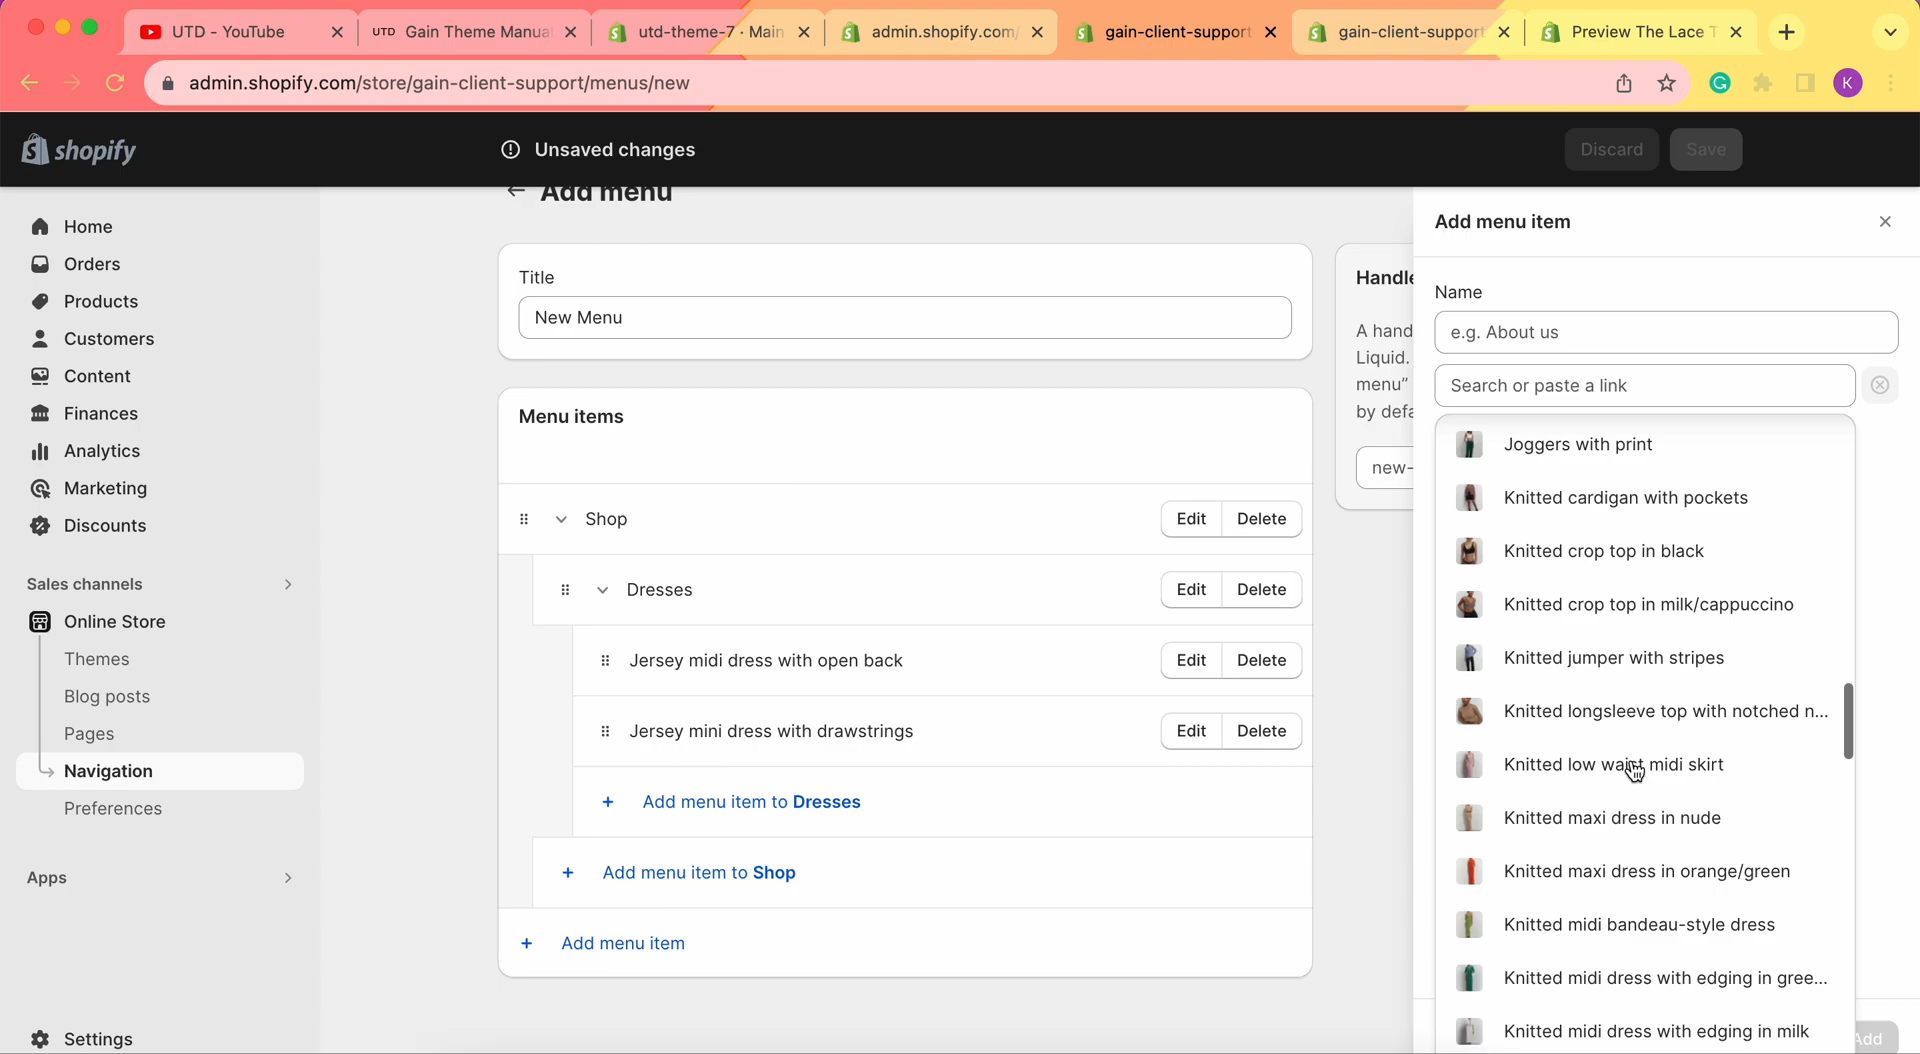 UTD - YouTube
UTD Gain Theme Manua
utd-theme-7 · Main
admin.shopify.com/
gain-client-support
gain-client-support
Preview The Lace T
admin.shopify.com/store/gain-client-support/menus/new
K
shopify
Unsaved changes
Discard
Save
Home
Orders
Products
Customers
Content
Finances
Analytics
Marketing
Discounts
Sales channels
Online Store
Themes
Blog posts
Pages
Navigation
Preferences
Apps
Settings
Add menu
Title
New Menu
Menu items
Shop
Edit
Delete
Dresses
Edit
Delete
Jersey midi dress with open back
Edit
Delete
Jersey mini dress with drawstrings
Edit
Delete
+ Add menu item to Dresses
+ Add menu item to Shop
+ Add menu item
Handle
A hand
Liquid.
menu”
by defa
new-
Add menu item
Name
e.g. About us
Search or paste a link
Joggers with print
Knitted cardigan with pockets
Knitted crop top in black
Knitted crop top in milk/cappuccino
Knitted jumper with stripes
Knitted longsleeve top with notched n...
Knitted low waist midi skirt
Knitted maxi dress in nude
Knitted maxi dress in orange/green
Knitted midi bandeau-style dress
Knitted midi dress with edging in gree...
Knitted midi dress with edging in milk
Add